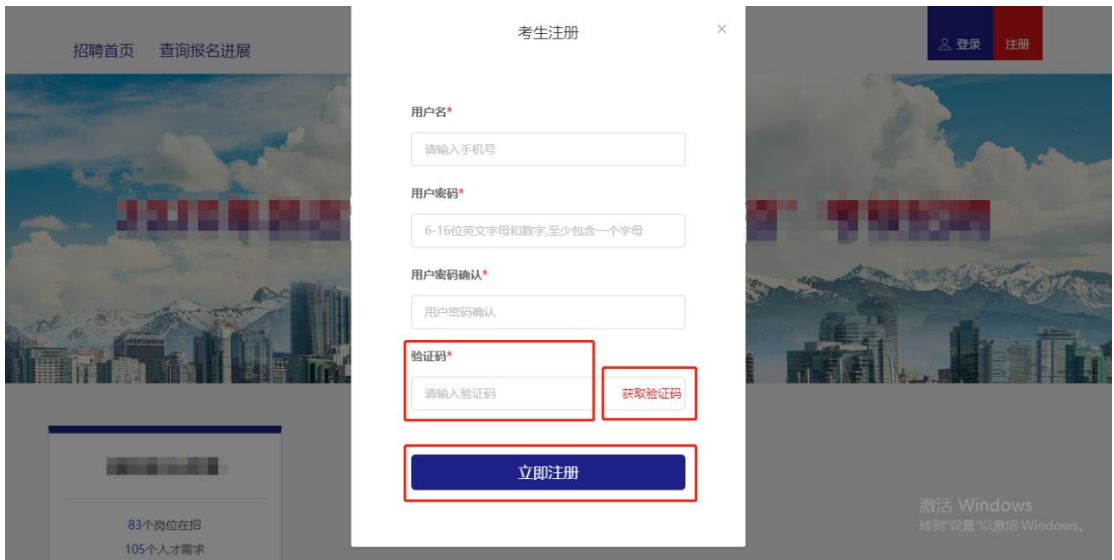 招聘首页 查询报名进展
登录 注册
考生注册
×
用户名*
请输入手机号
用户密码*
6-16位英文字母和数字,至少包含一个字母
用户密码确认*
用户密码确认
验证码*
请输入验证码 获取验证码
立即注册
83个岗位在招
105个人才需求
激活 Windows
转到"设置"以激活 Windows。